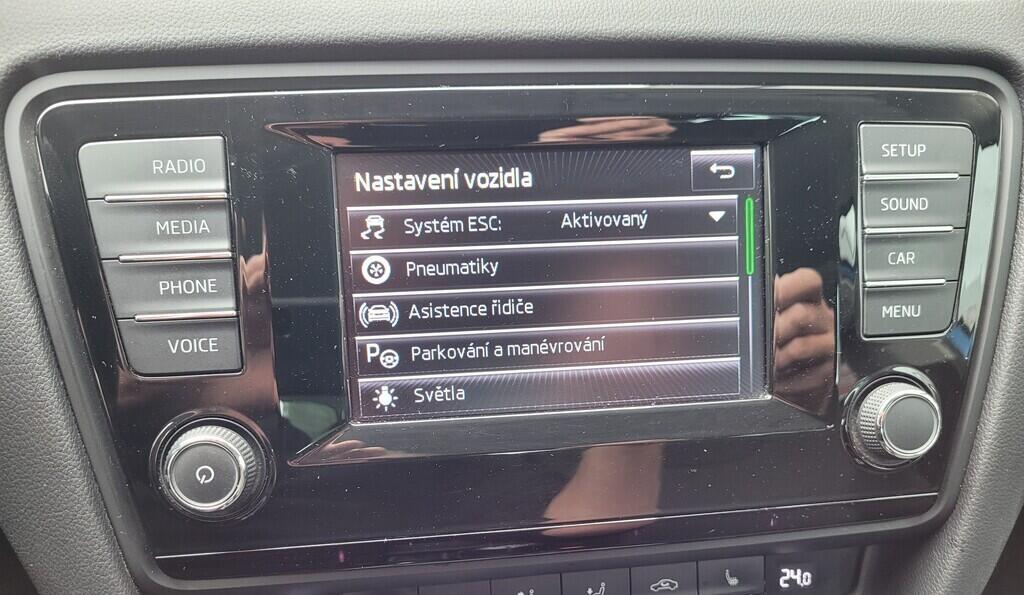 RADIO
MEDIA
PHONE
VOICE
Nastavení vozidla
Systém ESC: Aktivovaný
Pneumatiky
Asistence řidiče
Parkování a manévrování
Světla
SETUP
SOUND
CAR
MENU
24.0